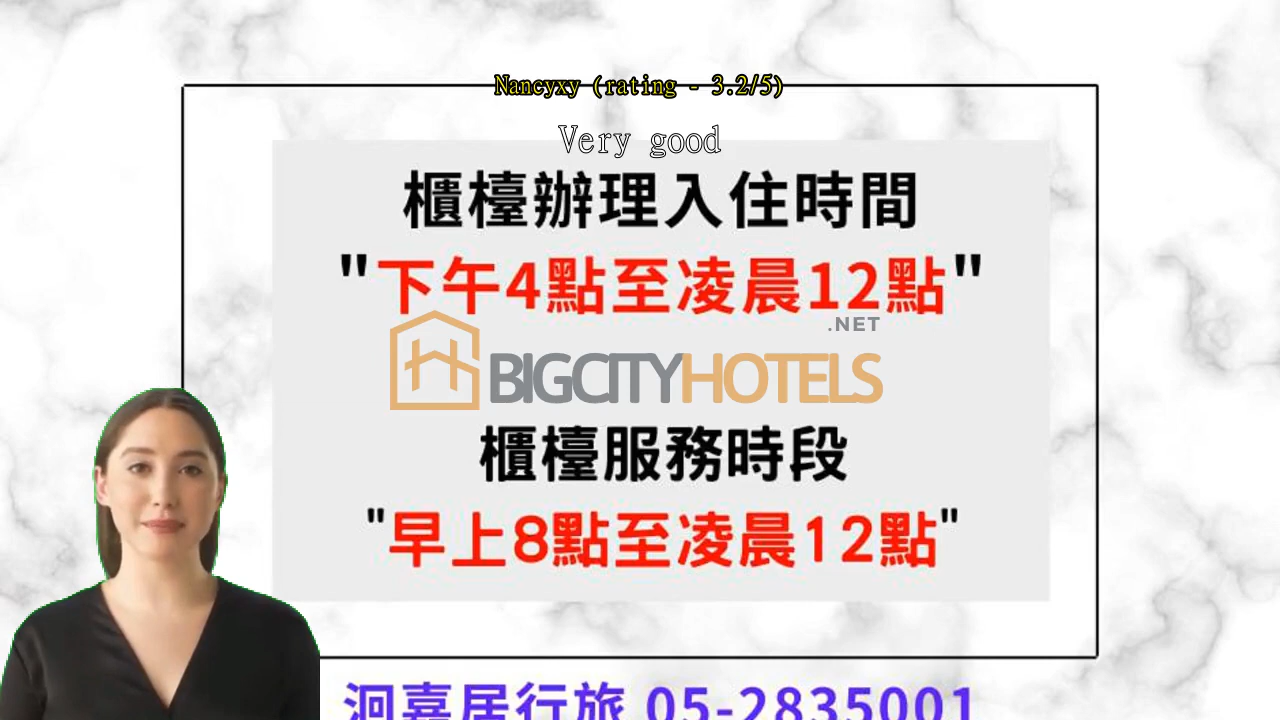 Nancyxy (rating - 3.2/5)
Very good
櫃檯辦理入住時間
"下午4點至凌晨12點"
.NET
BIGCITYHOTELS
櫃檯服務時段
"早上8點至凌晨12點"
洄嘉居行旅 05-2835001